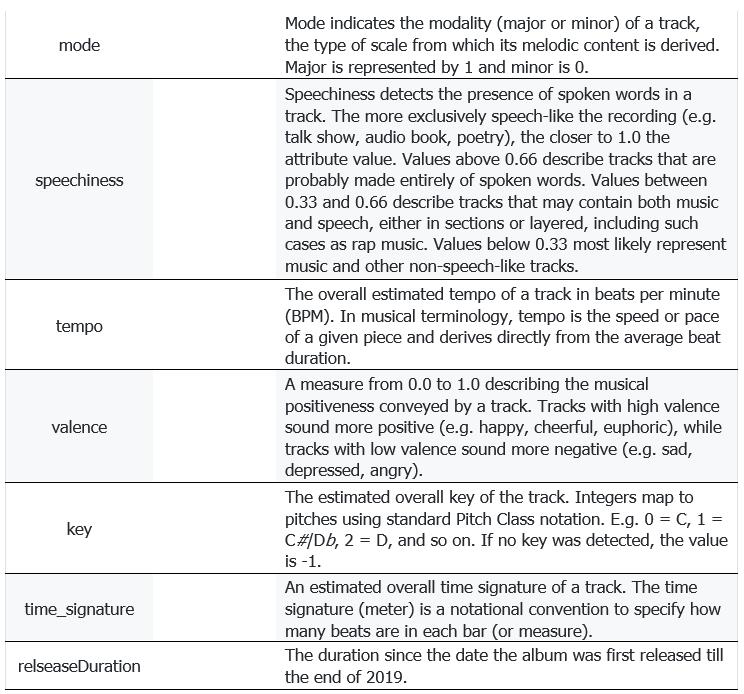 mode
Mode indicates the modality (major or minor) of a track,
the type of scale from which its melodic content is derived.
Major is represented by 1 and minor is 0.
speechiness
Speechiness detects the presence of spoken words in a
track. The more exclusively speech-like the recording (e.g.
talk show, audio book, poetry), the closer to 1.0 the
attribute value. Values above 0.66 describe tracks that are
probably made entirely of spoken words. Values between
0.33 and 0.66 describe tracks that may contain both music
and speech, either in sections or layered, including such
cases as rap music. Values below 0.33 most likely represent
music and other non-speech-like tracks.
tempo
The overall estimated tempo of a track in beats per minute
(BPM). In musical terminology, tempo is the speed or pace
of a given piece and derives directly from the average beat
duration.
valence
A measure from 0.0 to 1.0 describing the musical
positiveness conveyed by a track. Tracks with high valence
sound more positive (e.g. happy, cheerful, euphoric), while
tracks with low valence sound more negative (e.g. sad,
depressed, angry).
key
The estimated overall key of the track. Integers map to
pitches using standard Pitch Class notation. E.g. 0 = C, 1 =
C#/Db, 2 = D, and so on. If no key was detected, the value
is -1.
time_signature
An estimated overall time signature of a track. The time
signature (meter) is a notational convention to specify how
many beats are in each bar (or measure).
relseaseDuration
The duration since the date the album was first released till
the end of 2019.